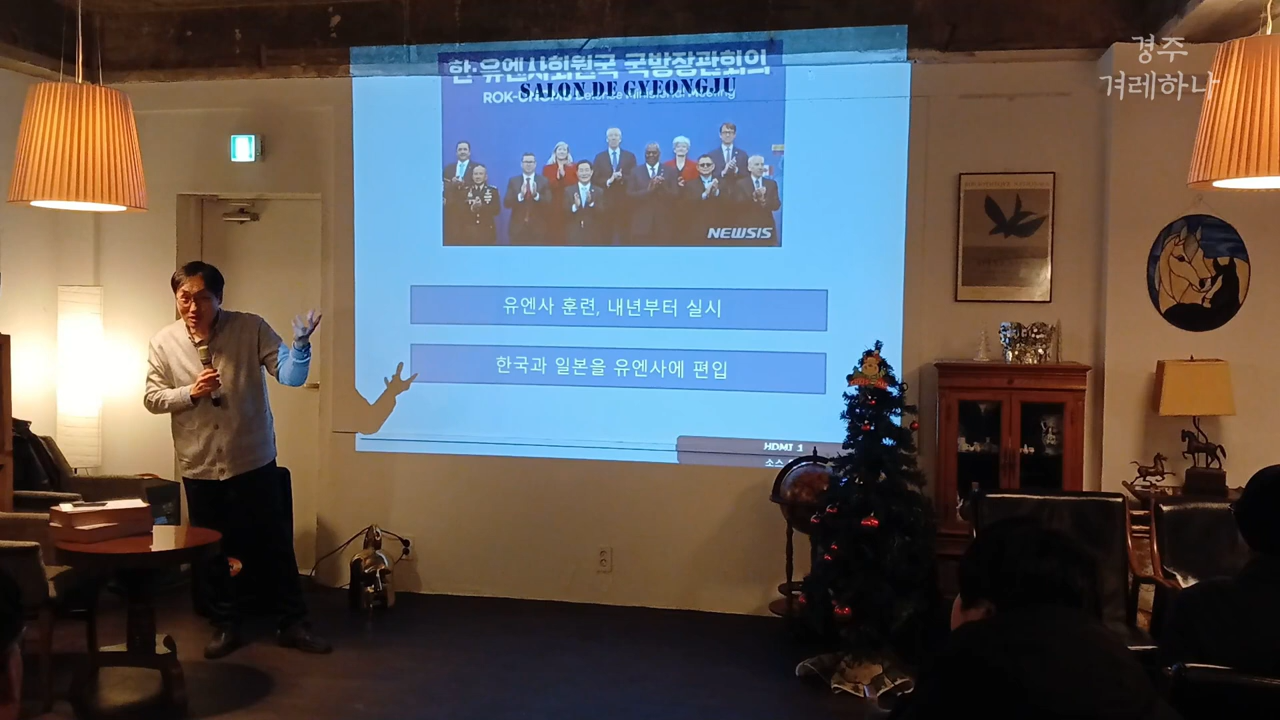 경주
겨레하나
한·유엔사회원국 국방장관회의
SALON DE GYEONGJU
ROK-UNCMS Defense Ministerial Meeting
NEWSIS
유엔사 훈련, 내년부터 실시
한국과 일본을 유엔사에 편입
HDMI 1
소스